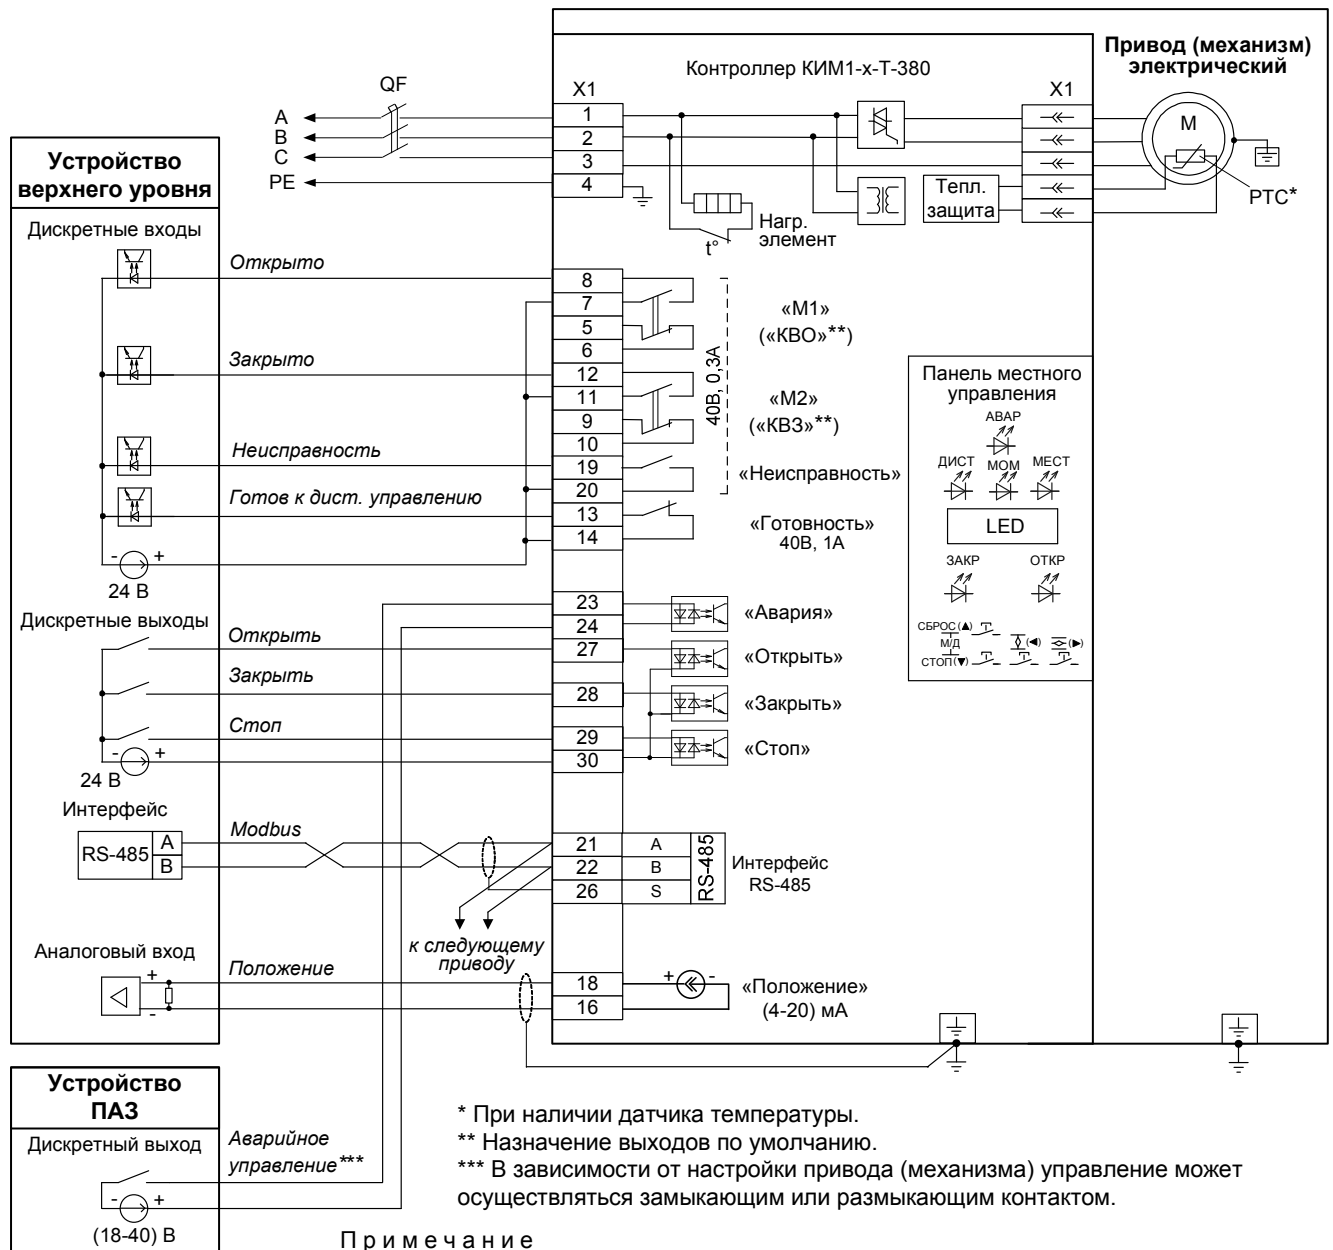 Контроллер КИМ1-х-Т-380
Привод (механизм)
электрический
QF
X1
X1
A
B
C
PE
1
2
3
4
M
Тепл.
защита
PTC*
Нагр.
элемент
t°
Устройство
верхнего уровня
Дискретные входы
Открыто
Закрыто
Неисправность
Готов к дист. управлению
- +
24 В
8
7
5
6
12
11
9
10
19
20
13
14
40В, 0,3А
«М1»
(«КВО»**)
«М2»
(«КВЗ»**)
«Неисправность»
«Готовность»
40В, 1А
Панель местного
управления
АВАР
ДИСТ
МОМ
МЕСТ
LED
ЗАКР
ОТКР
СБРОС(▲)
М/Д
СТОП(▼)
(◄)
(►)
Дискретные выходы
Открыть
Закрыть
Стоп
- +
24 В
23
24
27
28
29
30
«Авария»
«Открыть»
«Закрыть»
«Стоп»
Интерфейс
RS-485
A
B
Modbus
21
22
26
A
B
S
RS-485
Интерфейс
RS-485
к следующему
приводу
Аналоговый вход
+
-
Положение
18
16
+ -
«Положение»
(4-20) мА
Устройство
ПАЗ
Дискретный выход
- +
(18-40) В
Аварийное
управление***
* При наличии датчика температуры.
** Назначение выходов по умолчанию.
*** В зависимости от настройки привода (механизма) управление может
осуществляться замыкающим или размыкающим контактом.
П р и м е ч а н и е